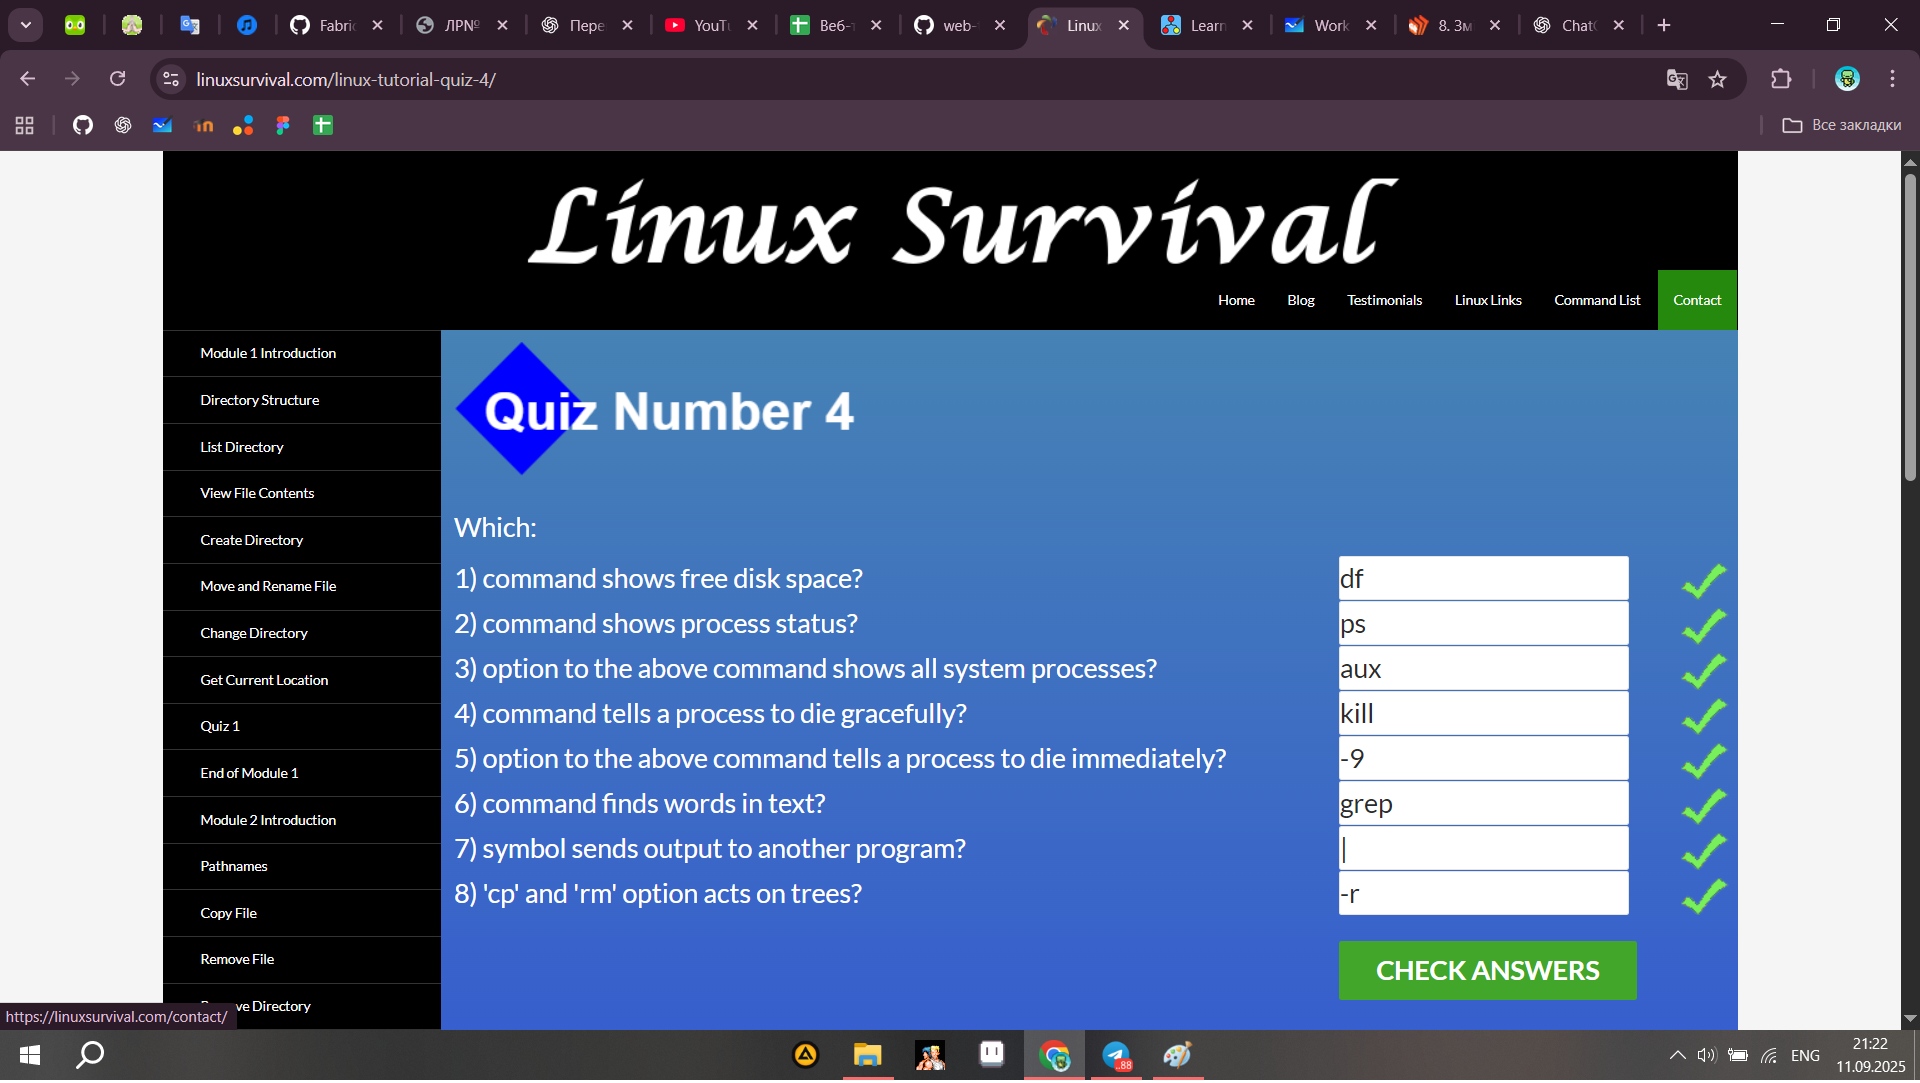 Fabric
ЛР№
Пере
YouTu
Веб-т
web-
Linux
Learn
Work
8. Зм
Chat
linuxsurvival.com/linux-tutorial-quiz-4/
Все закладки
Linux Survival
Home Blog Testimonials Linux Links Command List Contact
Module 1 Introduction
Directory Structure
List Directory
View File Contents
Create Directory
Move and Rename File
Change Directory
Get Current Location
Quiz 1
End of Module 1
Module 2 Introduction
Pathnames
Copy File
Remove File
ve Directory
Quiz Number 4
Which:
1) command shows free disk space? df
2) command shows process status? ps
3) option to the above command shows all system processes? aux
4) command tells a process to die gracefully? kill
5) option to the above command tells a process to die immediately? -9
6) command finds words in text? grep
7) symbol sends output to another program? |
8) 'cp' and 'rm' option acts on trees? -r
CHECK ANSWERS
https://linuxsurvival.com/contact/
..88
ENG
21:22
11.09.2025